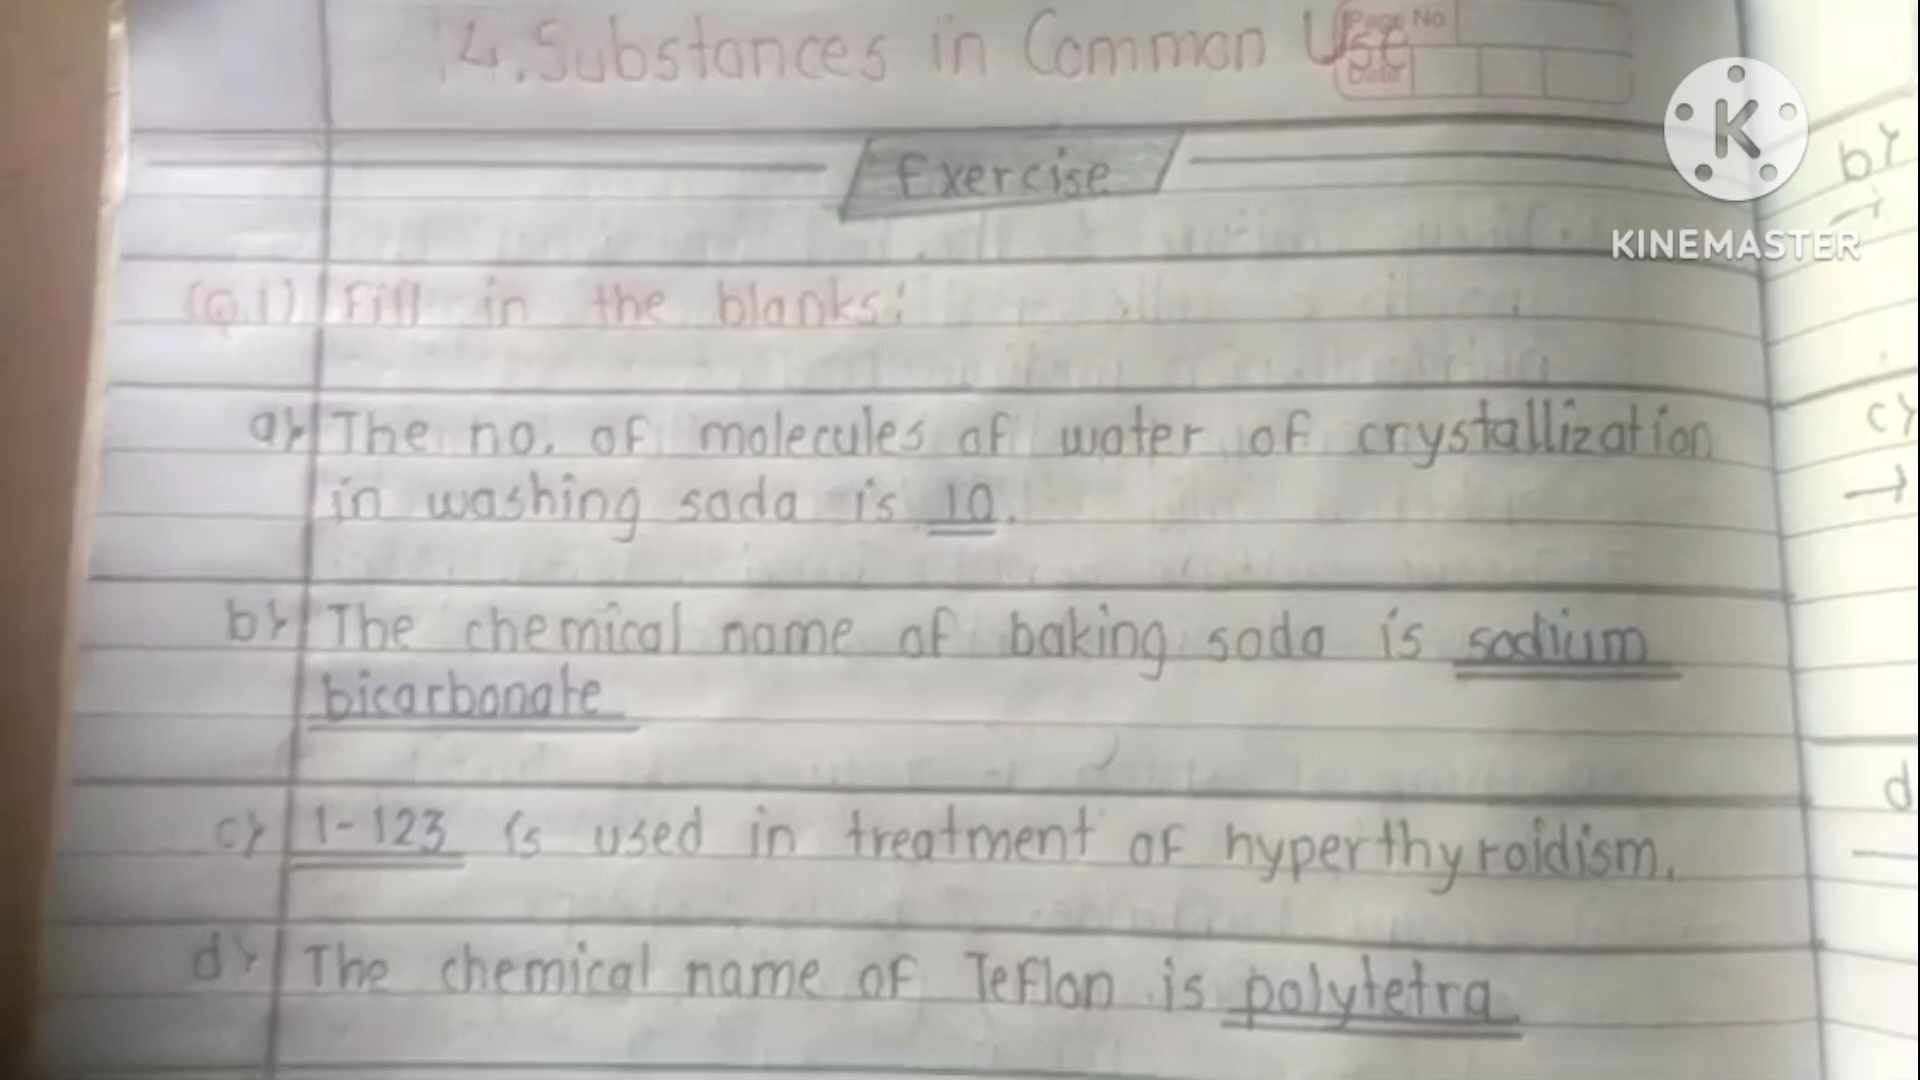 14. Substances in Common Use
Page No
Date
Exercise
KINEMASTER
(Q.1) Fill in the blanks:
a) The no. of molecules of water of crystallization
in washing soda is 10.
b) The chemical name of baking soda is sodium
bicarbonate
c) 1-123 is used in treatment of hyperthyroidism.
d) The chemical name of Teflon is polytetra
b)
c)
→
d